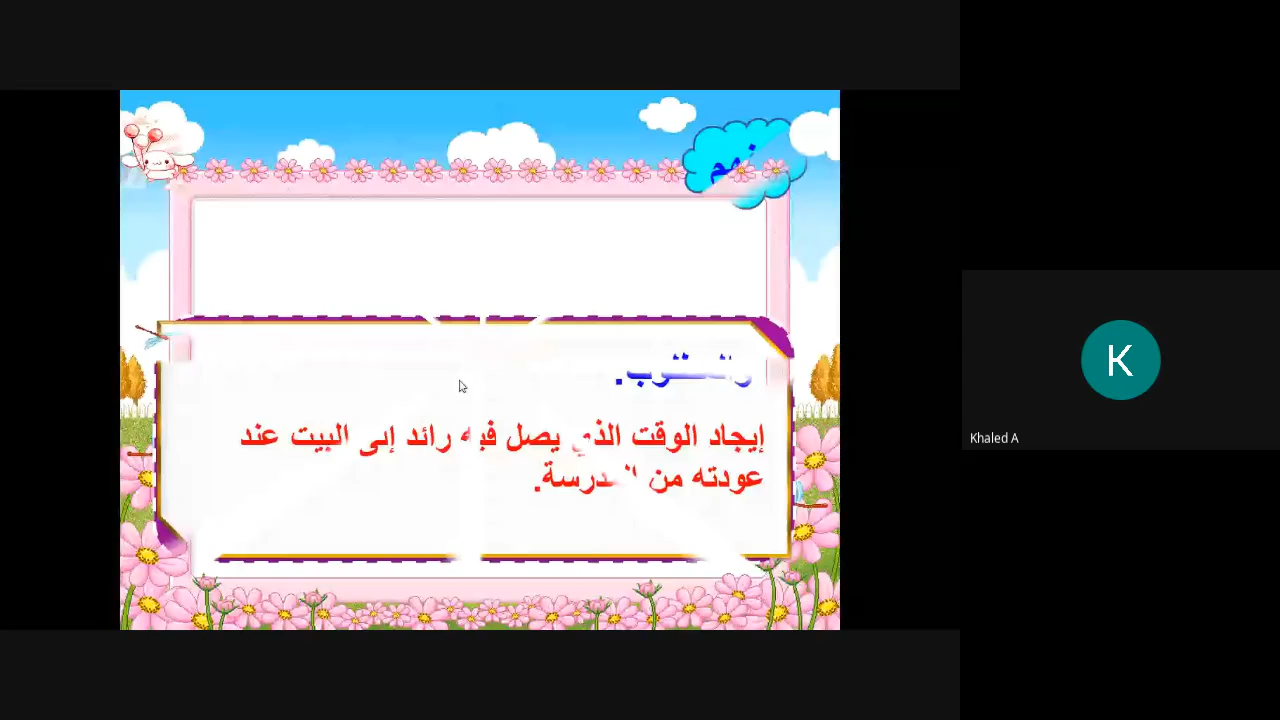 إيجاد الوقت الذي يصل فيه رائد إلى البيت عند
عودته من المدرسة.
K
Khaled A